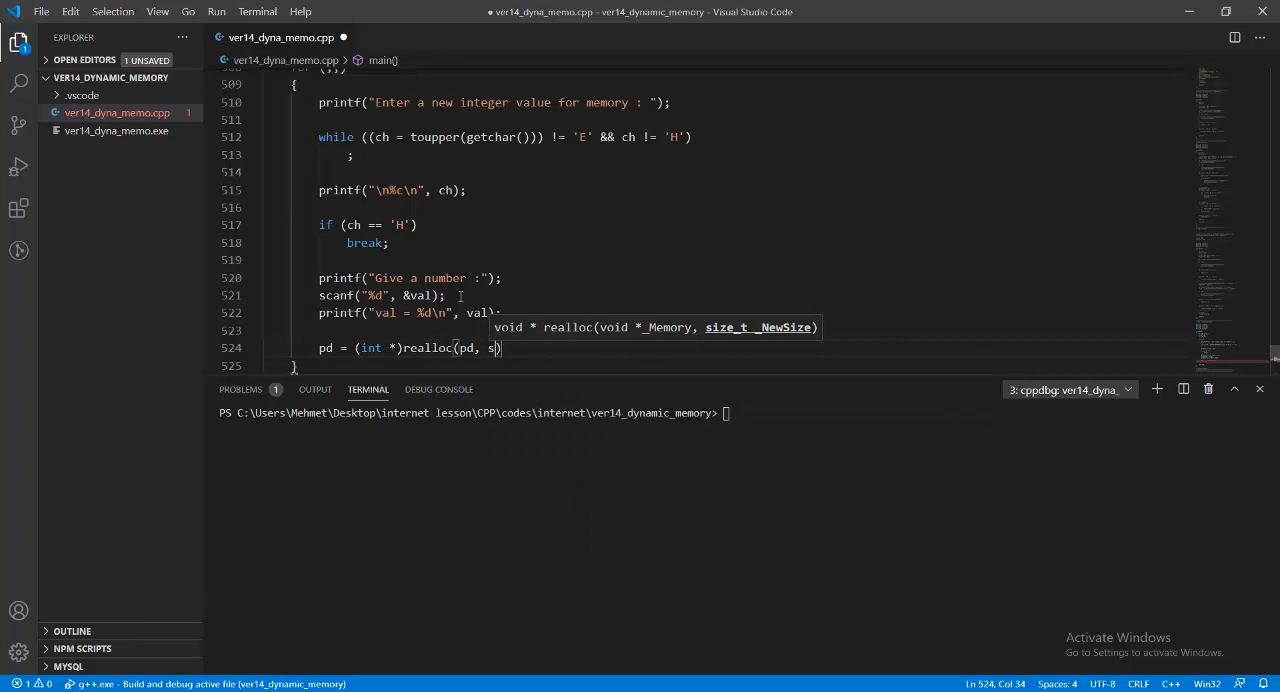 File Edit Selection View Go Run Terminal Help
● ver14_dyna_memo.cpp - ver14_dynamic_memory - Visual Studio Code
EXPLORER
OPEN EDITORS 1 UNSAVED
VER14_DYNAMIC_MEMORY
.vscode
ver14_dyna_memo.cpp 1
ver14_dyna_memo.exe
OUTLINE
NPM SCRIPTS
MYSQL
ver14_dyna_memo.cpp ●
ver14_dyna_memo.cpp > main()
508 for (;;)
509 {
510 printf("Enter a new integer value for memory : ");
511
512 while ((ch = toupper(getchar())) != 'E' && ch != 'H')
513 ;
514
515 printf("\n%c\n", ch);
516
517 if (ch == 'H')
518 break;
519
520 printf("Give a number :");
521 scanf("%d", &val);
522 printf("val = %d\n", val);
523
void * realloc(void *_Memory, size_t _NewSize)
524 pd = (int *)realloc(pd, s)
525 }
PROBLEMS 1 OUTPUT TERMINAL DEBUG CONSOLE
3: cppdbg: ver14_dyna_
PS C:\Users\Mehmet\Desktop\internet lesson\CPP\codes\internet\ver14_dynamic_memory>
Activate Windows
Go to Settings to activate Windows.
1 0 g++.exe - Build and debug active file (ver14_dynamic_memory)
Ln 524, Col 34 Spaces: 4 UTF-8 CRLF C++ Win32